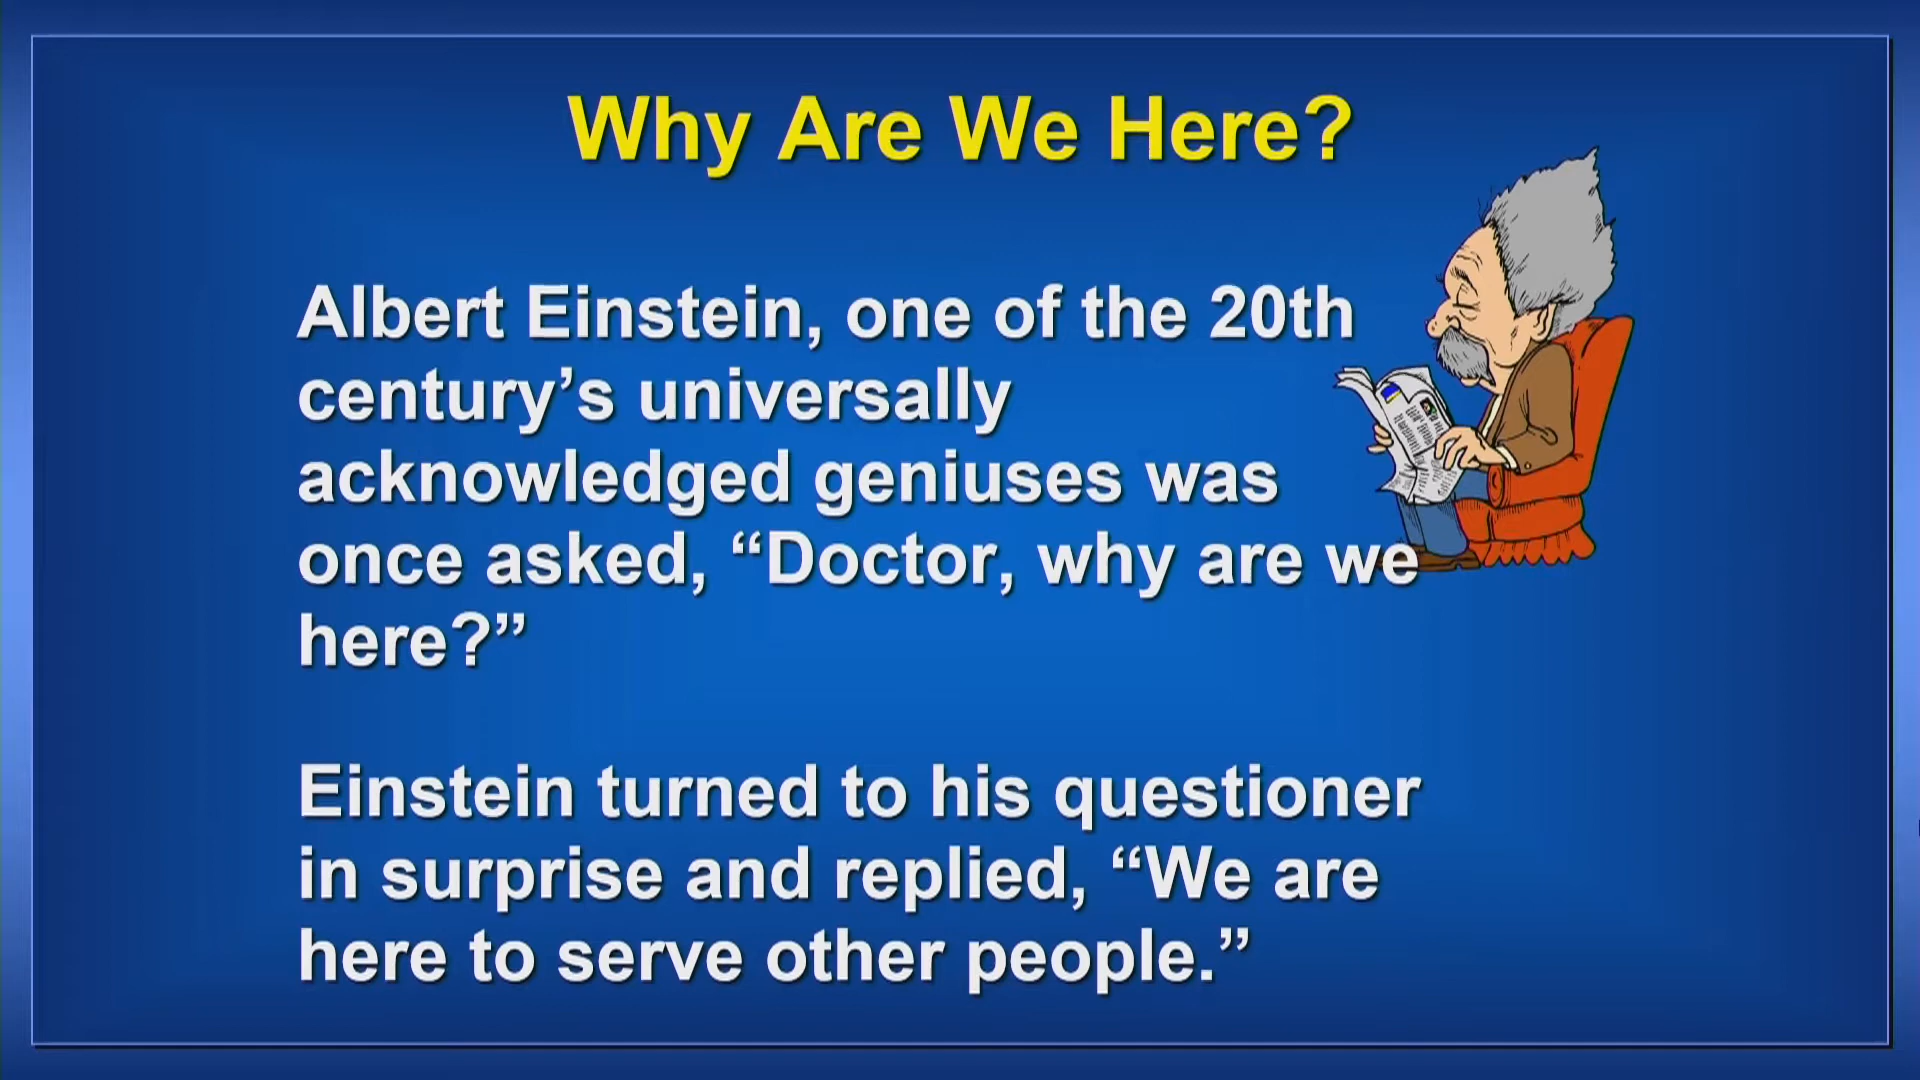 Why Are We Here?
Albert Einstein, one of the 20th
century’s universally
acknowledged geniuses was
once asked, “Doctor, why are we
here?”
Einstein turned to his questioner
in surprise and replied, “We are
here to serve other people.”